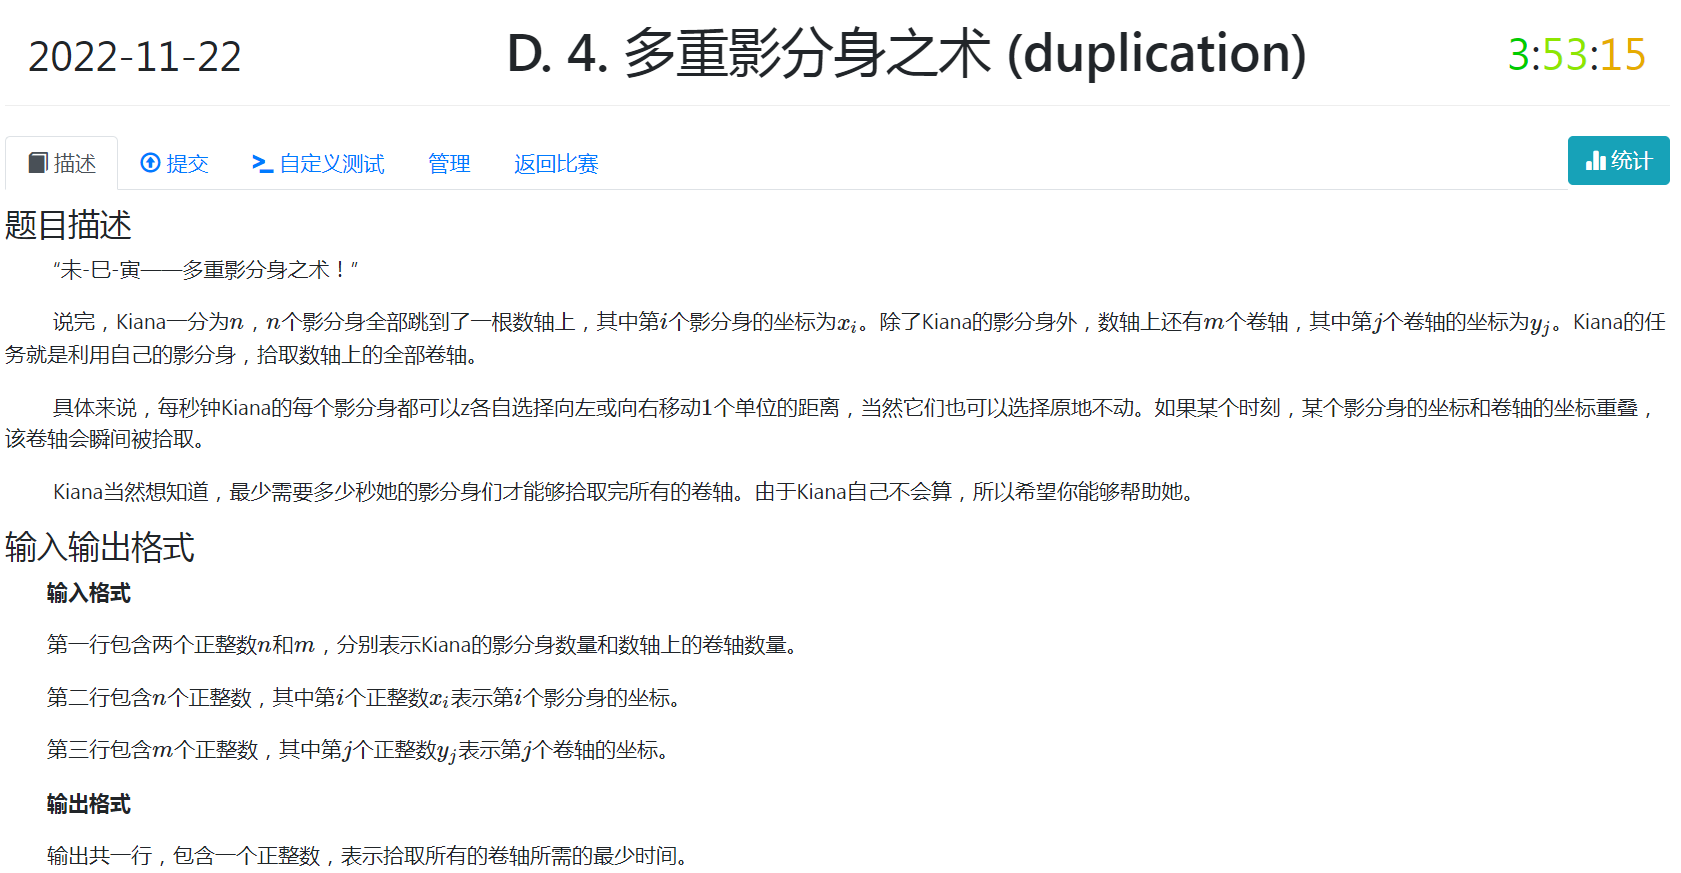 2022-11-22
D. 4. 多重影分身之术 (duplication)
3:53:15
描述
提交
自定义测试
管理
返回比赛
统计
题目描述
“未-巳-寅——多重影分身之术！”
说完，Kiana一分为n，n个影分身全部跳到了一根数轴上，其中第i个影分身的坐标为x_i。除了Kiana的影分身外，数轴上还有m个卷轴，其中第j个卷轴的坐标为y_j。Kiana的任
务就是利用自己的影分身，拾取数轴上的全部卷轴。
具体来说，每秒钟Kiana的每个影分身都可以z各自选择向左或向右移动1个单位的距离，当然它们也可以选择原地不动。如果某个时刻，某个影分身的坐标和卷轴的坐标重叠，
该卷轴会瞬间被拾取。
Kiana当然想知道，最少需要多少秒她的影分身们才能够拾取完所有的卷轴。由于Kiana自己不会算，所以希望你能够帮助她。
输入输出格式
输入格式
第一行包含两个正整数n和m，分别表示Kiana的影分身数量和数轴上的卷轴数量。
第二行包含n个正整数，其中第i个正整数x_i表示第i个影分身的坐标。
第三行包含m个正整数，其中第j个正整数y_j表示第j个卷轴的坐标。
输出格式
输出共一行，包含一个正整数，表示拾取所有的卷轴所需的最少时间。